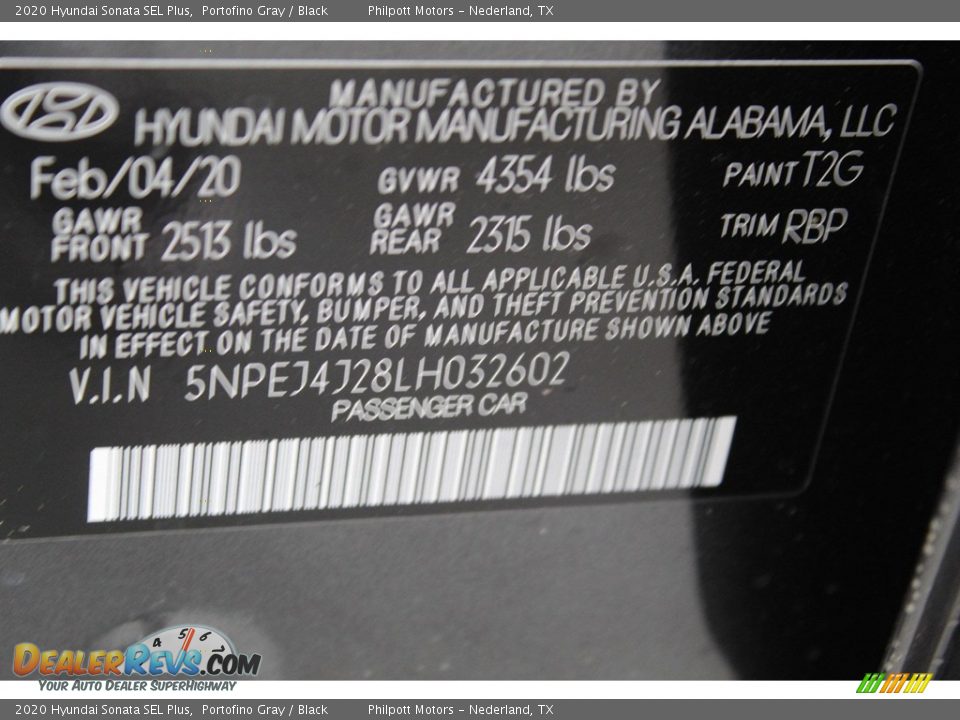 2020 Hyundai Sonata SEL Plus, Portofino Gray / Black Philpott Motors - Nederland, TX
MANUFACTURED BY
HYUNDAI MOTOR MANUFACTURING ALABAMA, LLC
Feb/04/20 GVWR 4354 lbs PAINT T2G
GAWR FRONT 2513 lbs GAWR REAR 2315 lbs TRIM RBP
THIS VEHICLE CONFORMS TO ALL APPLICABLE U.S.A. FEDERAL
MOTOR VEHICLE SAFETY, BUMPER, AND THEFT PREVENTION STANDARDS
IN EFFECT ON THE DATE OF MANUFACTURE SHOWN ABOVE
V.I.N 5NPEJ4J28LH032602
PASSENGER CAR
4 5 6 7
DEALERREVS.COM
YOUR AUTO DEALER SUPERHIGHWAY
2020 Hyundai Sonata SEL Plus, Portofino Gray / Black Philpott Motors - Nederland, TX